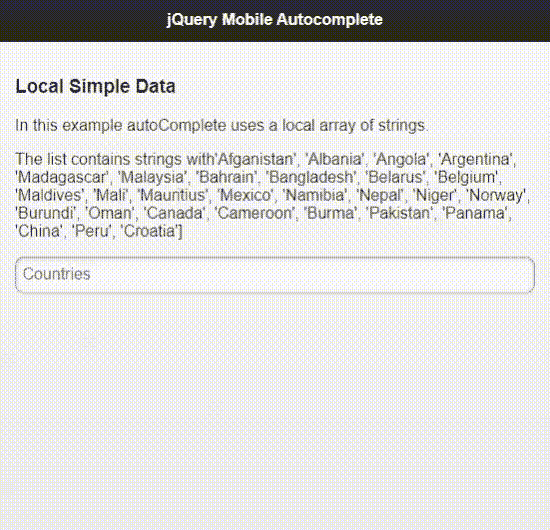 jQuery Mobile Autocomplete
Local Simple Data
In this example autoComplete uses a local array of strings.
The list contains strings with'Afganistan', 'Albania', 'Angola', 'Argentina',
'Madagascar', 'Malaysia', 'Bahrain', 'Bangladesh', 'Belarus', 'Belgium',
'Maldives', 'Mali', 'Mauntius', 'Mexico', 'Namibia', 'Nepal', 'Niger', 'Norway',
'Burundi', 'Oman', 'Canada', 'Cameroon', 'Burma', 'Pakistan', 'Panama',
'China', 'Peru', 'Croatia']
Countries